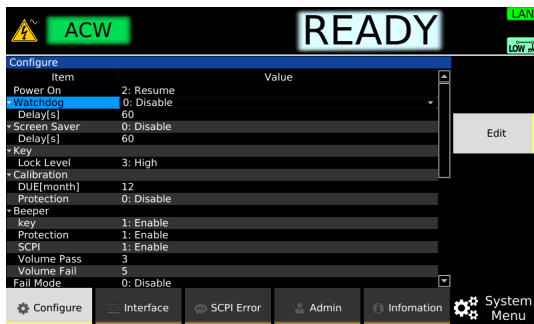 ACW
READY
LAN
LOW
Configure
Item Value
Power On 2: Resume
Watchdog 0: Disable
Delay[s] 60
Screen Saver 0: Disable
Delay[s] 60
Key
Lock Level 3: High
Calibration
DUE[month] 12
Protection 0: Disable
Beeper
key 1: Enable
Protection 1: Enable
SCPI 1: Enable
Volume Pass 3
Volume Fail 5
Fail Mode 0: Disable
Edit
Configure Interface SCPI Error Admin Infomation System
Menu